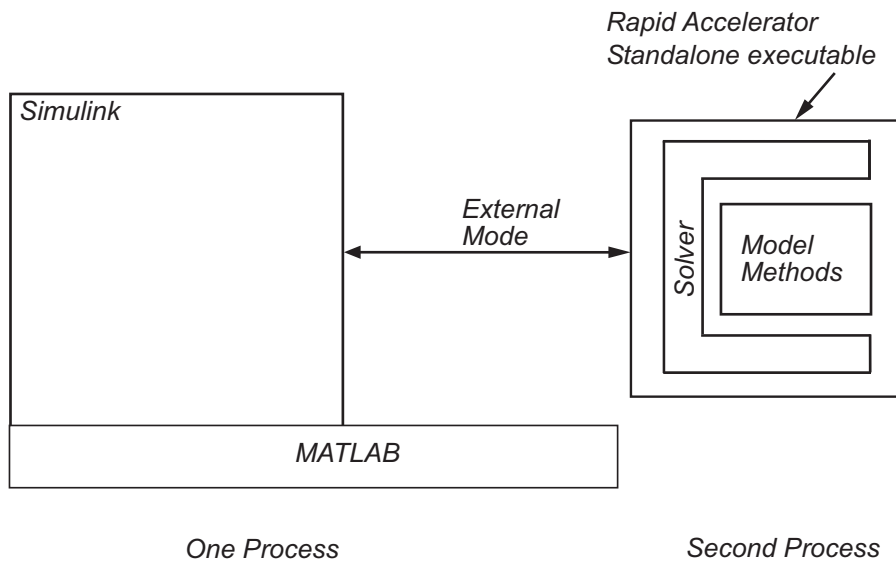 Rapid Accelerator
Standalone executable
Simulink
External
Mode
Solver
Model
Methods
MATLAB
One Process
Second Process